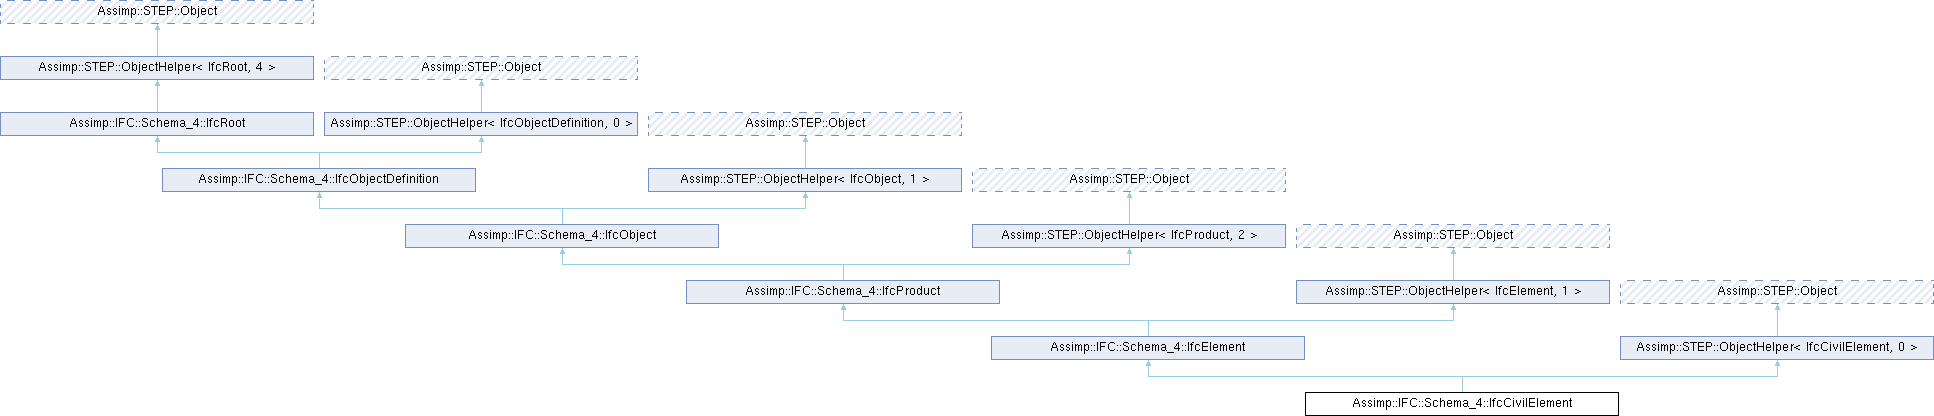 Assimp::STEP::Object
Assimp::STEP::ObjectHelper< IfcRoot, 4 >
Assimp::STEP::Object
Assimp::IFC::Schema_4::IfcRoot
Assimp::STEP::ObjectHelper< IfcObjectDefinition, 0 >
Assimp::STEP::Object
Assimp::IFC::Schema_4::IfcObjectDefinition
Assimp::STEP::ObjectHelper< IfcObject, 1 >
Assimp::STEP::Object
Assimp::IFC::Schema_4::IfcObject
Assimp::STEP::ObjectHelper< IfcProduct, 2 >
Assimp::STEP::Object
Assimp::IFC::Schema_4::IfcProduct
Assimp::STEP::ObjectHelper< IfcElement, 1 >
Assimp::STEP::Object
Assimp::IFC::Schema_4::IfcElement
Assimp::STEP::ObjectHelper< IfcCivilElement, 0 >
Assimp::IFC::Schema_4::IfcCivilElement